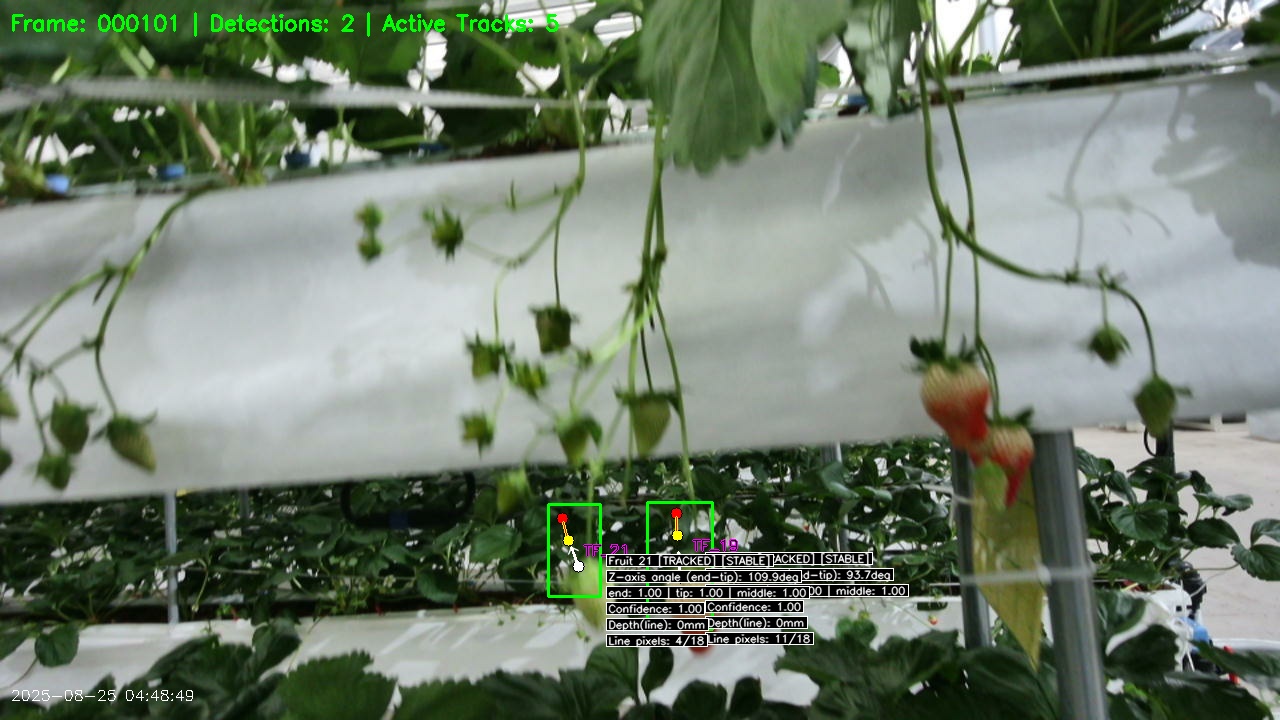 Frame: 000101 | Detections: 2 | Active Tracks: 5
TF_21
TF_19
Fruit 21 [TRACKED] [STABLE]
ACKED] [STABLE]
Z-axis angle (end-tip): 109.9deg
d-tip): 93.7deg
end: 1.00 | tip: 1.00 | middle: 1.00
00 | middle: 1.00
Confidence: 1.00
Confidence: 1.00
Depth(line): 0mm
Depth(line): 0mm
Line pixels: 4/18
Line pixels: 11/18
2025-08-25 04:48:49